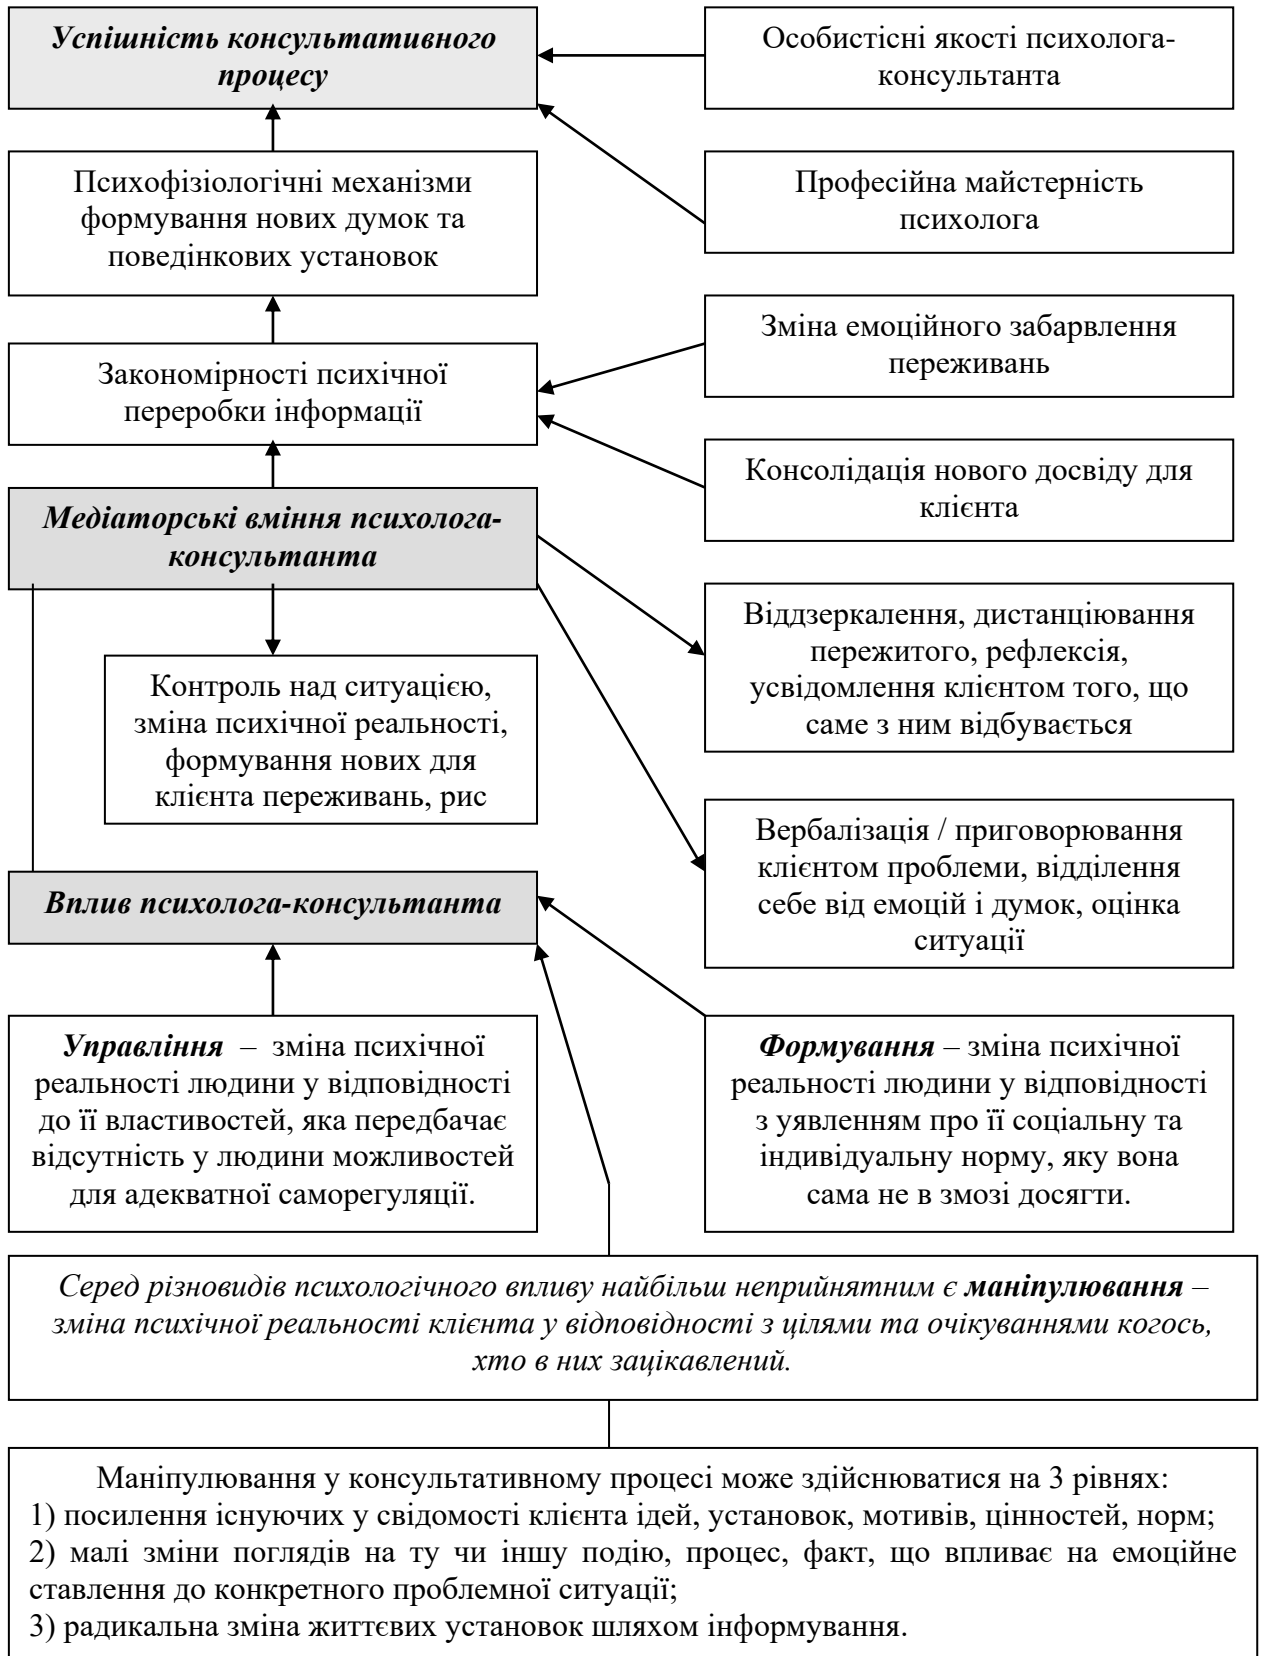 Успішність консультативного
процесу
Особистісні якості психолога-
консультанта
Психофізіологічні механізми
формування нових думок та
поведінкових установок
Професійна майстерність
психолога
Закономірності психічної
переробки інформації
Зміна емоційного забарвлення
переживань
Консолідація нового досвіду для
клієнта
Медіаторські вміння психолога-
консультанта
Віддзеркалення, дистанціювання
пережитого, рефлексія,
усвідомлення клієнтом того, що
саме з ним відбувається
Контроль над ситуацією,
зміна психічної реальності,
формування нових для
клієнта переживань, рис
Вербалізація / приговорювання
клієнтом проблеми, відділення
себе від емоцій і думок, оцінка
ситуації
Вплив психолога-консультанта
Управління – зміна психічної
реальності людини у відповідності
до її властивостей, яка передбачає
відсутність у людини можливостей
для адекватної саморегуляції.
Формування – зміна психічної
реальності людини у відповідності
з уявленням про її соціальну та
індивідуальну норму, яку вона
сама не в змозі досягти.
Серед різновидів психологічного впливу найбільш неприйнятним є маніпулювання –
зміна психічної реальності клієнта у відповідності з цілями та очікуваннями когось,
хто в них зацікавлений.
Маніпулювання у консультативному процесі може здійснюватися на 3 рівнях:
1) посилення існуючих у свідомості клієнта ідей, установок, мотивів, цінностей, норм;
2) малі зміни поглядів на ту чи іншу подію, процес, факт, що впливає на емоційне
ставлення до конкретного проблемної ситуації;
3) радикальна зміна життєвих установок шляхом інформування.